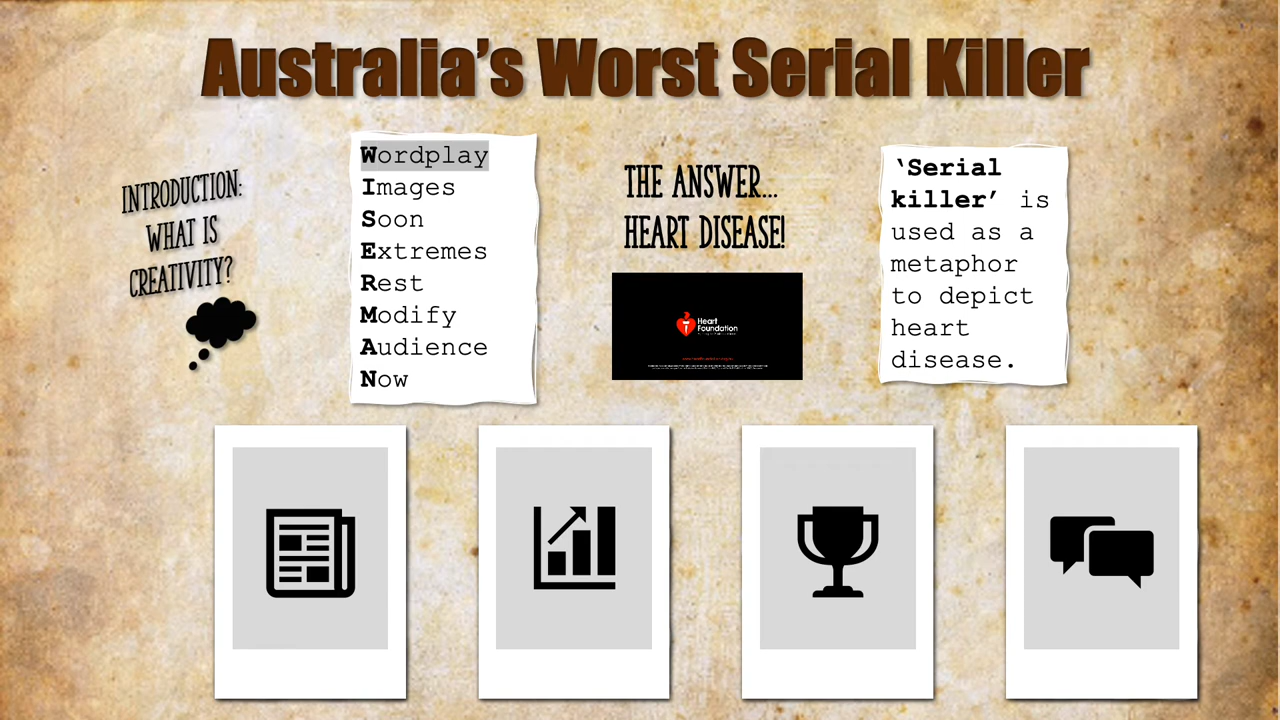 Australia’s Worst Serial Killer
INTRODUCTION:
WHAT IS
CREATIVITY?
Wordplay
Images
Soon
Extremes
Rest
Modify
Audience
Now
THE ANSWER...
HEART DISEASE!
Heart
Foundation
‘Serial
killer’ is
used as a
metaphor
to depict
heart
disease.